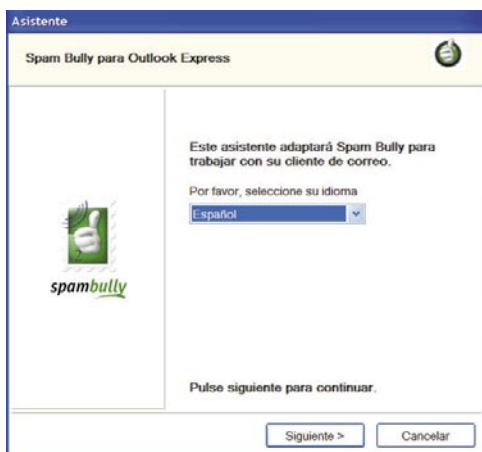 Asistente
Spam Bully para Outlook Express
Este asistente adaptará Spam Bully para
trabajar con su cliente de correo.
Por favor, seleccione su idioma
Español
spambully
Pulse siguiente para continuar.
Siguiente >
Cancelar